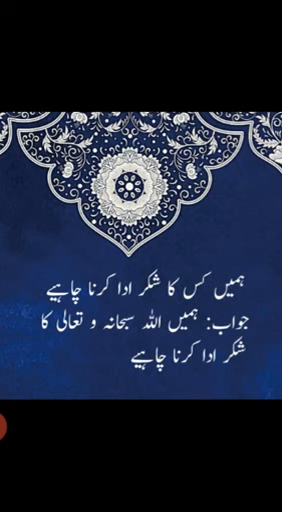 ہمیں کس کا شکر ادا کرنا چاہیے
جواب: ہمیں اللہ سبحانہ و تعالی کا
شکر ادا کرنا چاہیے